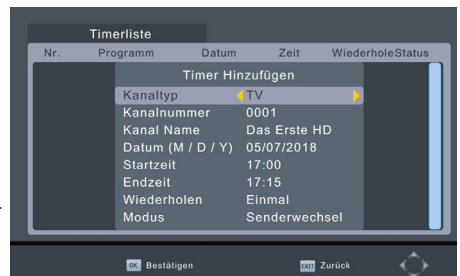 Timerliste
Nr. Programm Datum Zeit WiederholeStatus
Timer Hinzufügen
Kanaltyp TV
Kanalnummer 0001
Kanal Name Das Erste HD
Datum (M / D / Y) 05/07/2018
Startzeit 17:00
Endzeit 17:15
Wiederholen Einmal
Modus Senderwechsel
OK Bestätigen EXIT Zurück